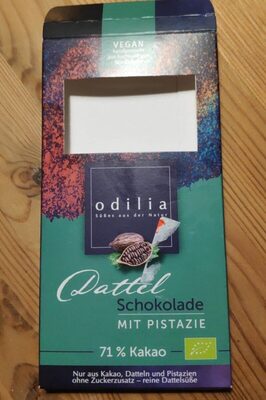 VEGAN
odilia
Süßes aus der Natur
Dattel
Schokolade
MIT PISTAZIE
71 % Kakao
Nur aus Kakao, Datteln und Pistazien
ohne Zuckerzusatz – reine Dattelsüße